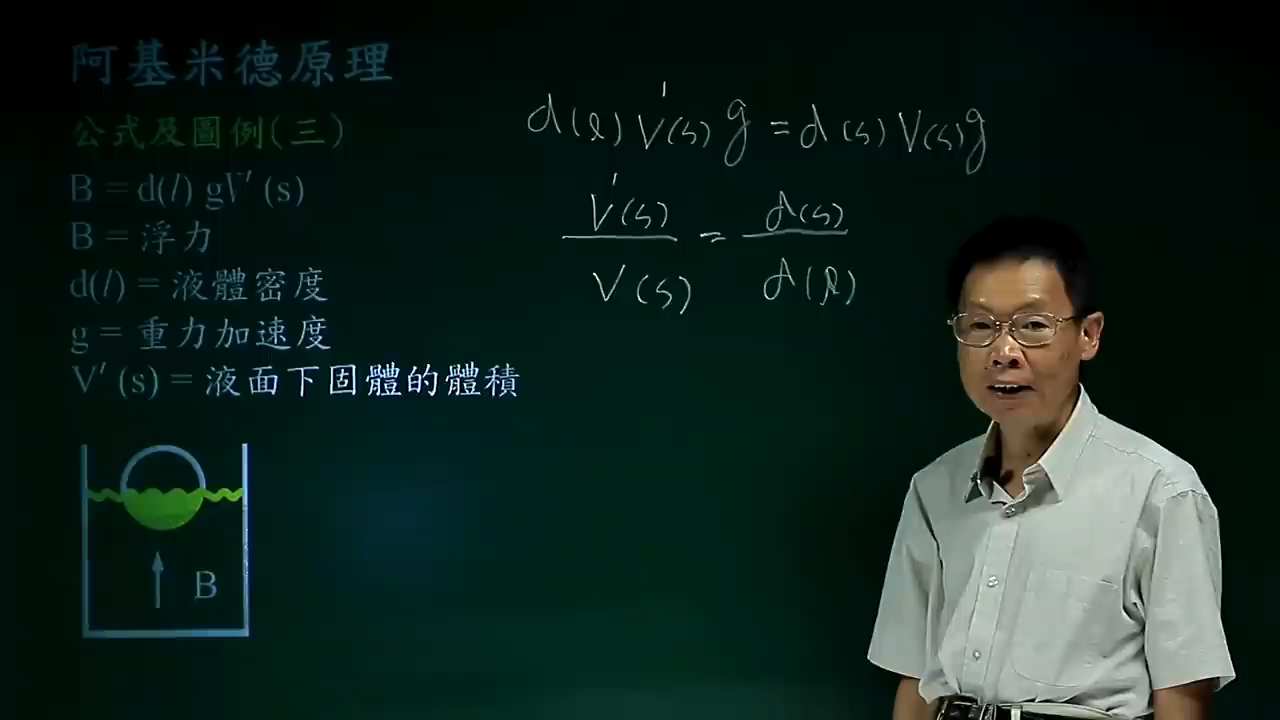 阿基米德原理
公式及圖例(三)
B = d(l) gV′ (s)
B = 浮力
d(l) = 液體密度
g = 重力加速度
V′ (s) = 液面下固體的體積
B
d(l) V'(s) g = d(s) V(s) g
V'(s) / V(s) = d(s) / d(l)